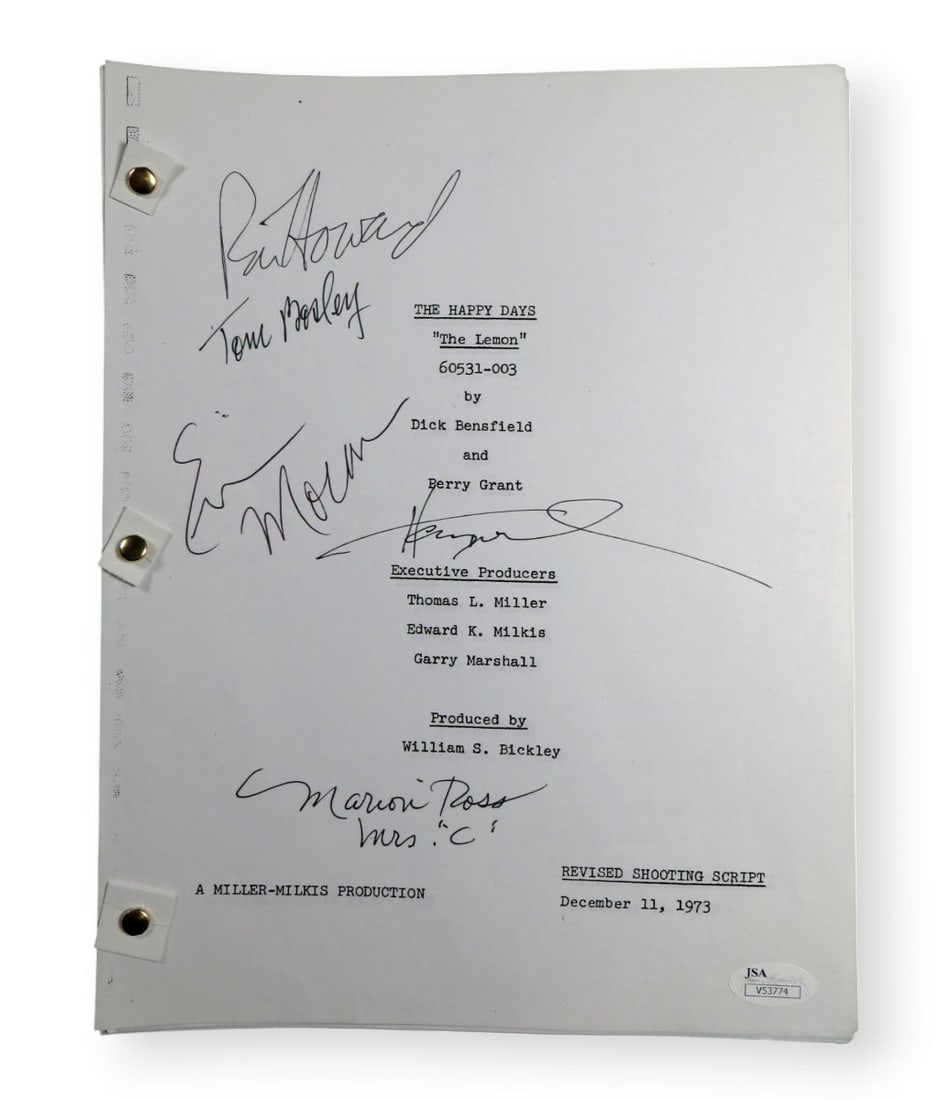 Ron Howard
Tom Bosley
THE HAPPY DAYS
"The Lemon"
60531-003
by
Dick Bensfield
and
Perry Grant
Erin Moran
Executive Producers
Thomas L. Miller
Edward K. Milkis
Garry Marshall
Produced by
William S. Bickley
Marion Ross
Mrs. "C"
REVISED SHOOTING SCRIPT
A MILLER-MILKIS PRODUCTION
December 11, 1973
JSA
V53774